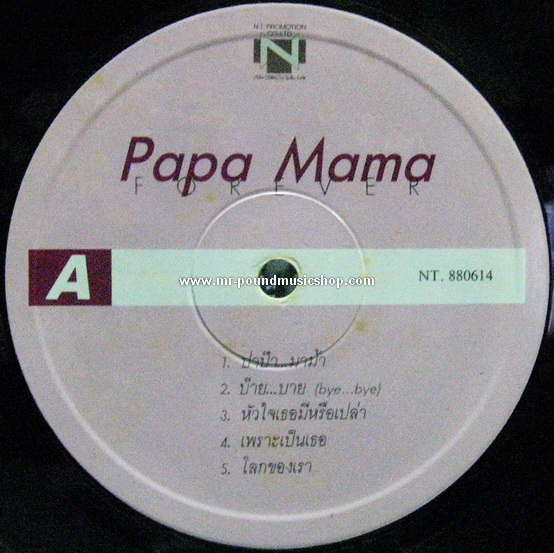 N.T. PROMOTION
CO.,LTD.
N
Papa Mama
FOREVER
A
www.mr-poundmusicshop.com
NT. 880614
1. ปาป๊า...มาม้า
2. บ๊าย...บาย (bye...bye)
3. หัวใจเธอมีหรือเปล่า
4. เพราะเป็นเธอ
5. โลกของเรา